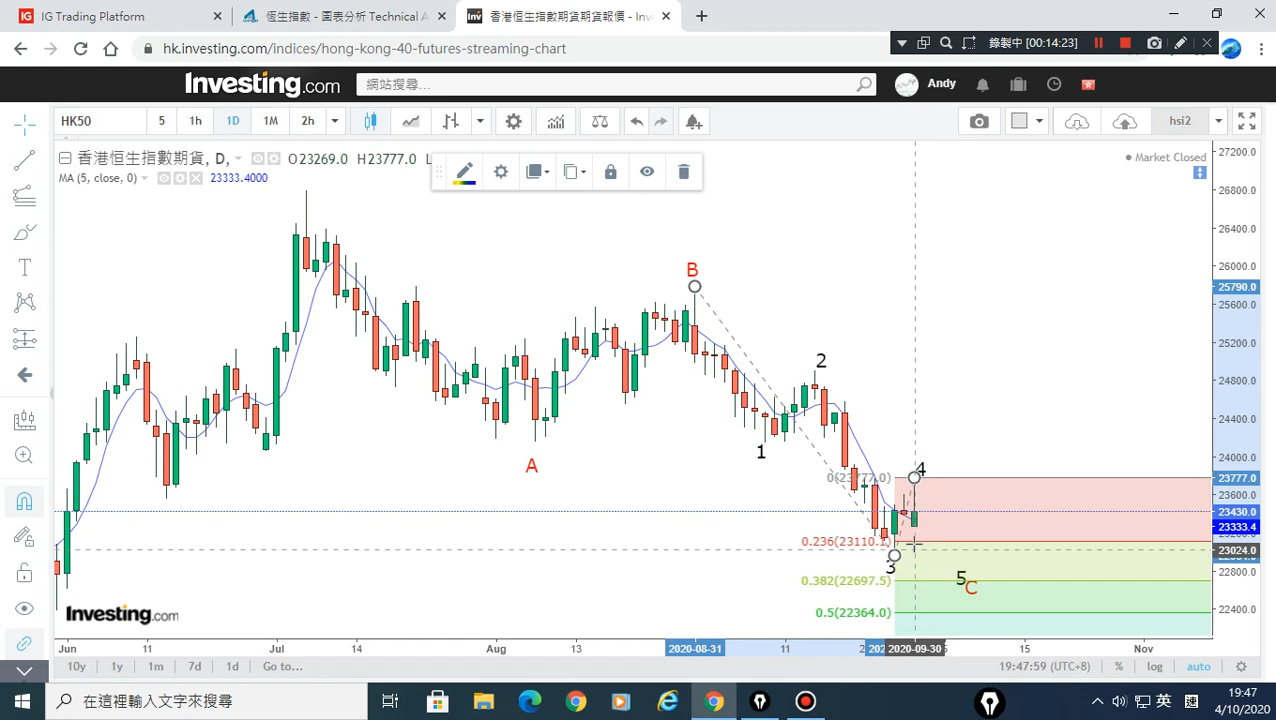 IG Trading Platform
恆生指數 - 圖表分析 Technical A
香港恒生指數期貨期貨報價 - Inv
hk.investing.com/indices/hong-kong-40-futures-streaming-chart
錄製中 [00:14:23]
Investing.com
網站搜尋...
Andy
HK50 5 1h 1D 1M 2h hsi2
香港恒生指數期貨, D, O23269.0 H23777.0 L
Market Closed
MA (5, close, 0) 23333.4000
27200.0
26800.0
26400.0
26000.0
25790.0
25600.0
25200.0
24800.0
24400.0
24000.0
23777.0
23600.0
23430.0
23333.4
23024.0
22800.0
22400.0
B
2
1
A
4
0(23777.0)
0.236(23110.1)
3
5
C
0.382(22697.5)
0.5(22364.0)
Investing.com
Jun 11 Jul 14 Aug 13 2020-08-31 11 2020-09-30 15 Nov
10y 1y 1m 7d 1d Go to... 19:47:59 (UTC+8) % log auto
在這裡輸入文字來搜尋
英
19:47
4/10/2020